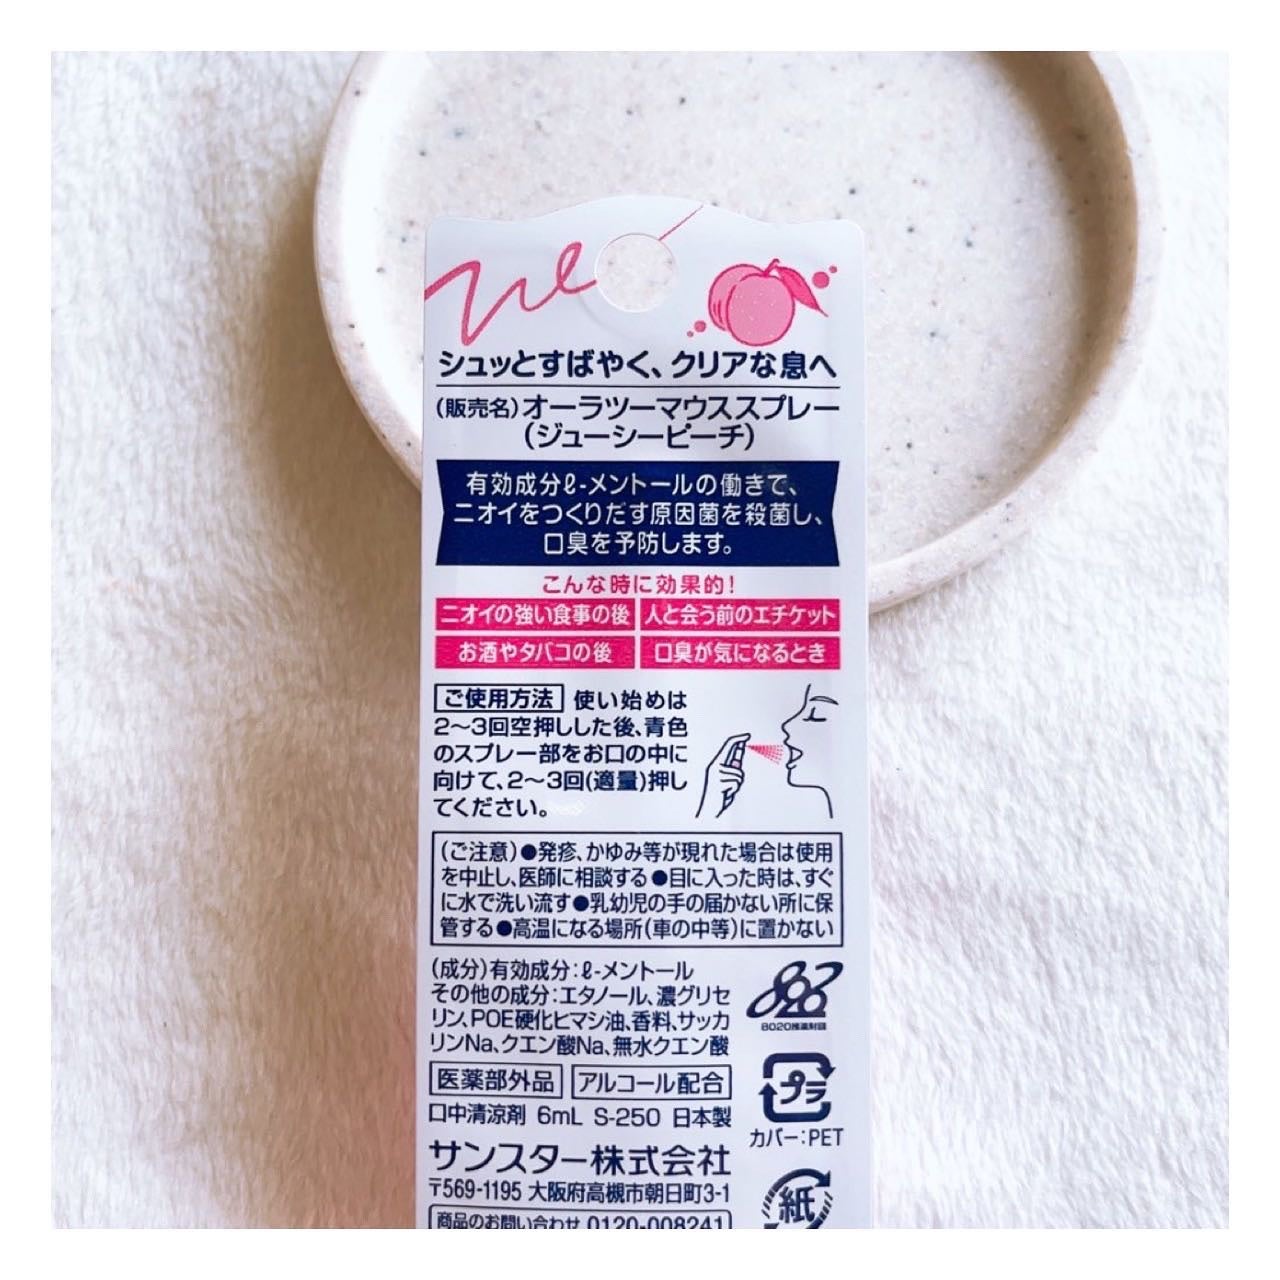 シュッとすばやく、クリアな息へ
(販売名)オーラツーマウススプレー
(ジューシーピーチ)
有効成分ℓ-メントールの働きで、
ニオイをつくりだす原因菌を殺菌し、
口臭を予防します。
こんな時に効果的!
ニオイの強い食事の後 人と会う前のエチケット
お酒やタバコの後 口臭が気になるとき
ご使用方法 使い始めは
2〜3回空押しした後、青色
のスプレー部をお口の中に
向けて、2〜3回(適量)押し
てください。
(ご注意)●発疹、かゆみ等が現れた場合は使用
を中止し、医師に相談する●目に入った時は、すぐ
に水で洗い流す●乳幼児の手の届かない所に保
管する●高温になる場所(車の中等)に置かない
(成分)有効成分:ℓ-メントール
その他の成分:エタノール、濃グリセ
リン、POE硬化ヒマシ油、香料、サッカ
リンNa、クエン酸Na、無水クエン酸
8020
8020推進財団
医薬部外品 アルコール配合
プラ
口中清涼剤 6mL S-250 日本製
カバー:PET
サンスター株式会社
〒569-1195 大阪府高槻市朝日町3-1
紙
商品のお問い合わせ 0120-008241